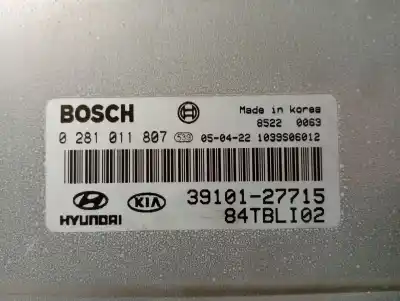 BOSCH
Made in korea
8522 0063
0 281 011 807 05-04-22 1039S06012
HYUNDAI KIA 39101-27715
84TBLI02